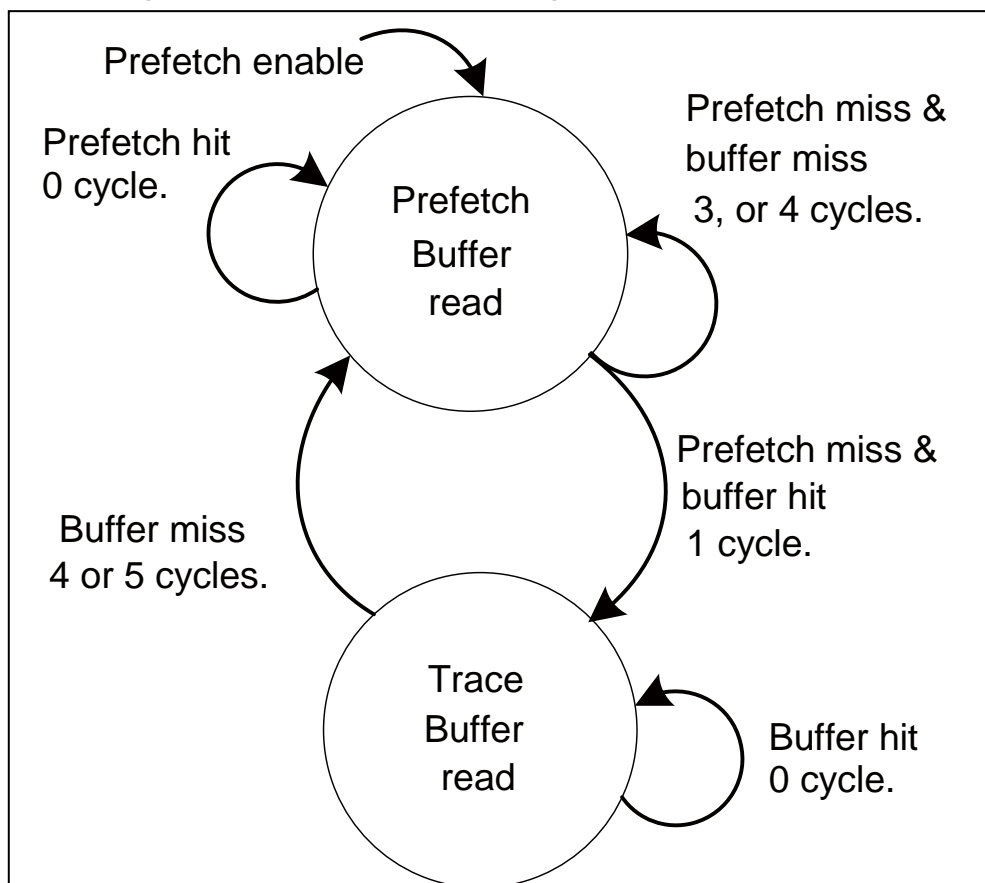 Prefetch enable
Prefetch hit
0 cycle.
Prefetch miss &
buffer miss
3, or 4 cycles.
Prefetch
Buffer
read
Prefetch miss &
buffer hit
1 cycle.
Buffer miss
4 or 5 cycles.
Trace
Buffer
read
Buffer hit
0 cycle.